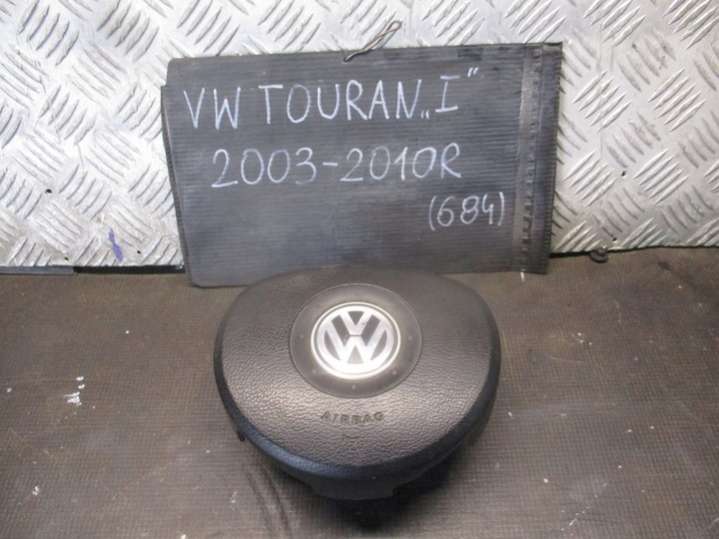 VW TOURAN „I"
2003-2010R
(684)
AIRBAG